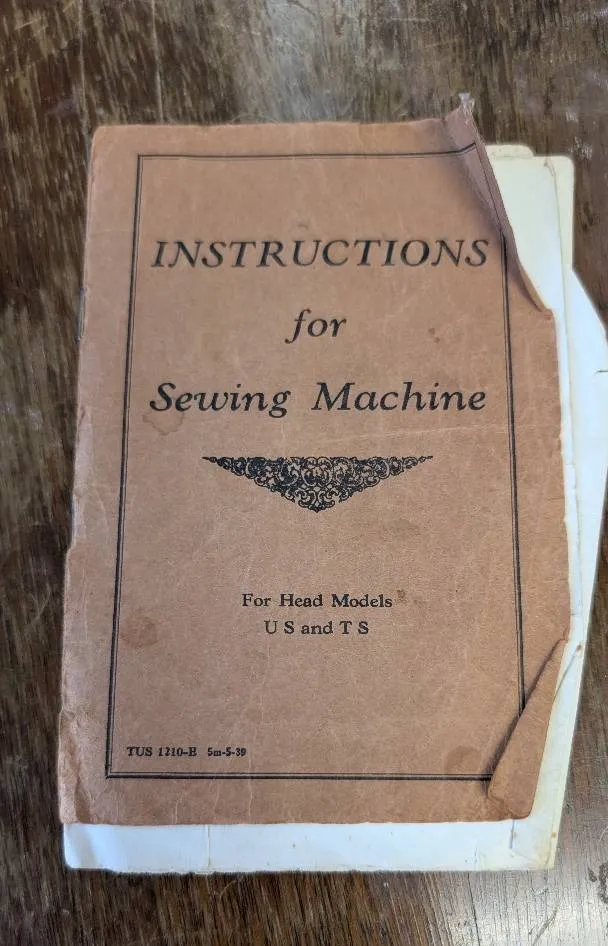 INSTRUCTIONS
for
Sewing Machine
For Head Models
U S and T S
TUS 1210-B 5m-5-39